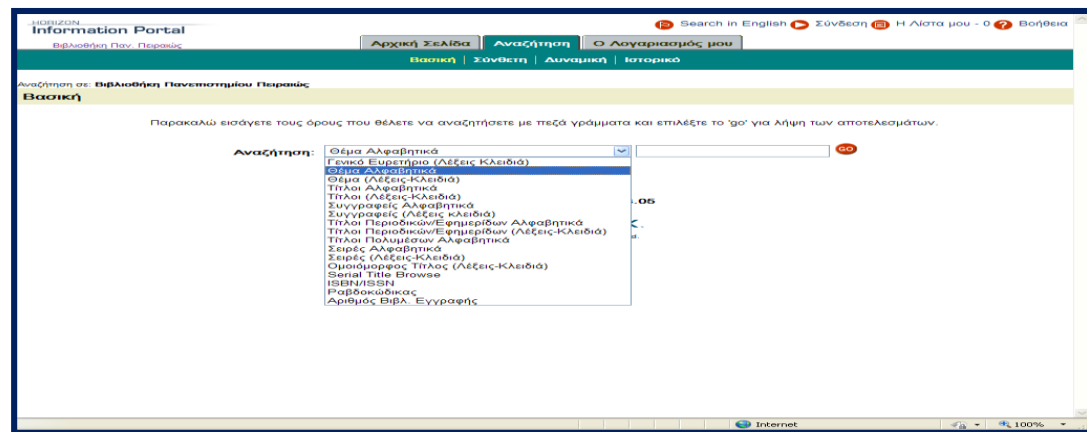 HORIZON
Information Portal
Search in English Σύνδεση Η Λίστα μου - 0 Βοήθεια
Βιβλιοθήκη Παν. Πειραιώς
Αρχική Σελίδα Αναζήτηση Ο Λογαριασμός μου
Βασική | Σύνθετη | Δυναμική | Ιστορικό
Αναζήτηση σε: Βιβλιοθήκη Πανεπιστημίου Πειραιώς
Βασική
Παρακαλώ εισάγετε τους όρους που θέλετε να αναζητήσετε με πεζά γράμματα και επιλέξτε το 'go' για λήψη των αποτελεσμάτων.
Αναζήτηση: Θέμα Αλφαβητικά GO
Γενικό Ευρετήριο (Λέξεις Κλειδιά)
Θέμα Αλφαβητικά
Θέμα (Λέξεις-Κλειδιά)
Τίτλοι Αλφαβητικά
Τίτλοι (Λέξεις-Κλειδιά)
Συγγραφείς Αλφαβητικά
Συγγραφείς (Λέξεις κλειδιά)
Τίτλοι Περιοδικών/Εφημερίδων Αλφαβητικά
Τίτλοι Περιοδικών/Εφημερίδων (Λέξεις-Κλειδιά)
Τίτλοι Πολυμέσων Αλφαβητικά
Σειρές Αλφαβητικά
Σειρές (Λέξεις-Κλειδιά)
Ομοιόμορφος Τίτλος (Λέξεις-Κλειδιά)
Serial Title Browse
ISBN/ISSN
Ραβδοκώδικας
Αριθμός Βιβλ. Εγγραφής
.05
Internet 100%